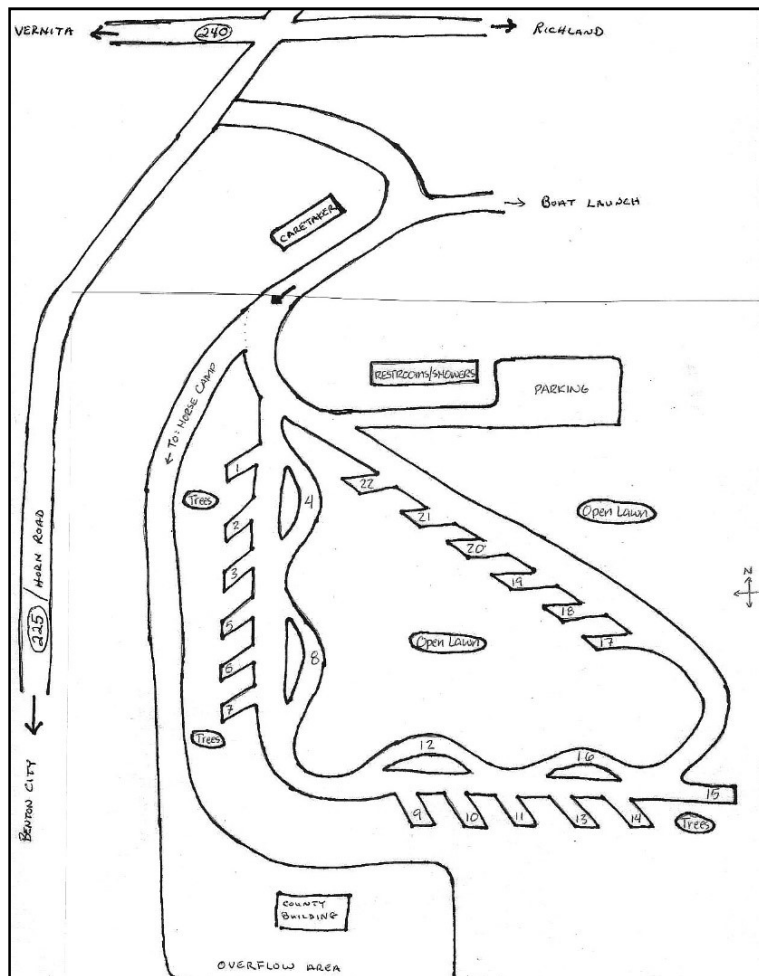 VERNITA
240
RICHLAND
CARETAKER
BOAT LAUNCH
RESTROOMS/SHOWERS
PARKING
← TO: HORSE CAMP
1
22
Trees
4
2
21
Open Lawn
20
3
19
N
18
225 / HORN ROAD
5
17
Open Lawn
8
6
7
Trees
12
16
15
BENTON CITY
9
10
11
13
14
Trees
COUNTY
BUILDING
OVERFLOW AREA